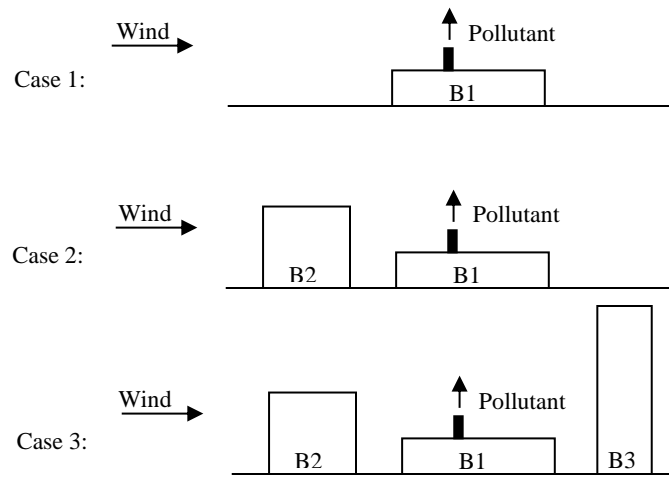 Wind
Pollutant
Case 1:
B1
Wind
Pollutant
Case 2:
B2
B1
Wind
Pollutant
Case 3:
B2
B1
B3